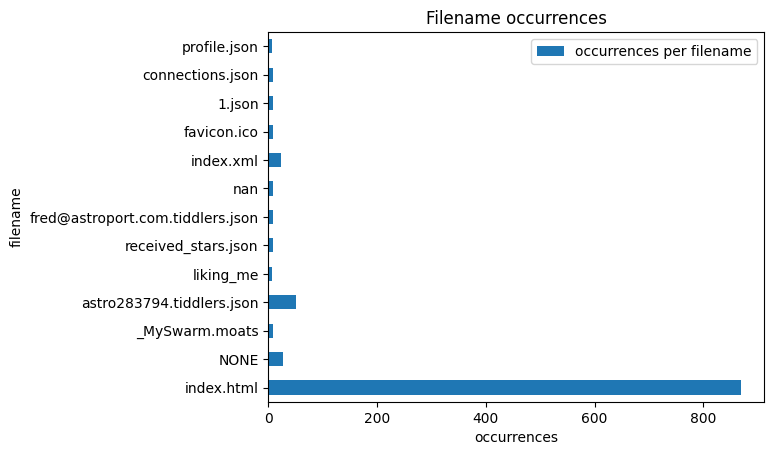 Filename occurrences
occurrences per filename
filename
profile.json
connections.json
1.json
favicon.ico
index.xml
nan
fred@astroport.com.tiddlers.json
received_stars.json
liking_me
astro283794.tiddlers.json
_MySwarm.moats
NONE
index.html
0 200 400 600 800
occurrences